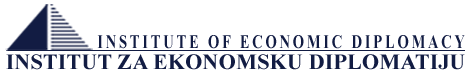 INSTITUTE OF ECONOMIC DIPLOMACY
INSTITUT ZA EKONOMSKU DIPLOMATIJU